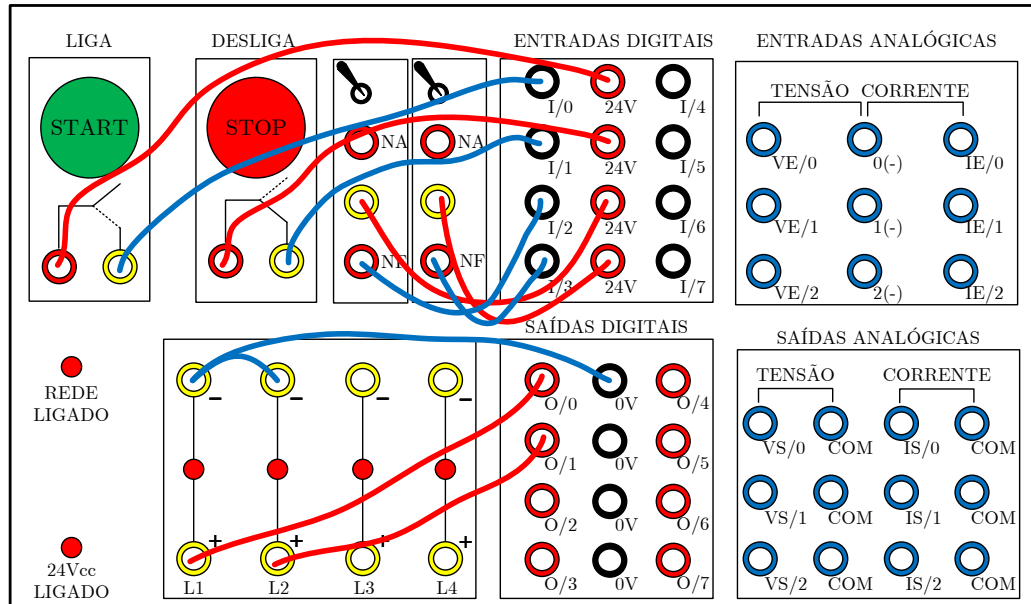 LIGA
DESLIGA
ENTRADAS DIGITAIS
ENTRADAS ANALÓGICAS
START
STOP
NA
NA
NF
NF
I/0 24V I/4
I/1 24V I/5
I/2 24V I/6
I/3 24V I/7
TENSÃO CORRENTE
VE/0 0(-) IE/0
VE/1 1(-) IE/1
VE/2 2(-) IE/2
REDE
LIGADO
24Vcc
LIGADO
− − − −
+ + + +
L1 L2 L3 L4
SAÍDAS DIGITAIS
O/0 0V O/4
O/1 0V O/5
O/2 0V O/6
O/3 0V O/7
SAÍDAS ANALÓGICAS
TENSÃO CORRENTE
VS/0 COM IS/0 COM
VS/1 COM IS/1 COM
VS/2 COM IS/2 COM